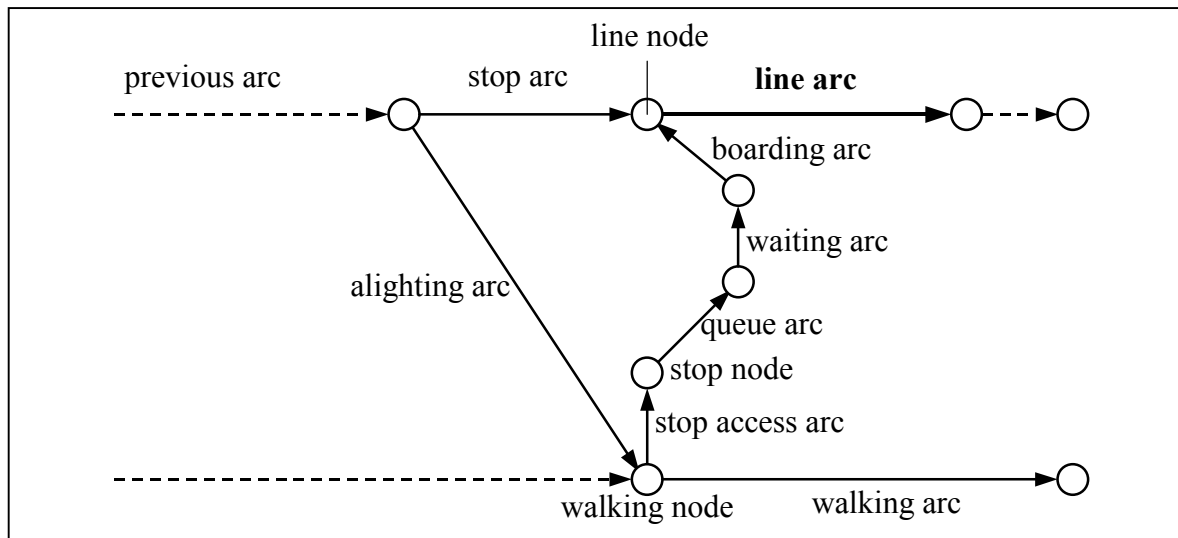 line node
previous arc
stop arc
line arc
boarding arc
waiting arc
alighting arc
queue arc
stop node
stop access arc
walking node
walking arc